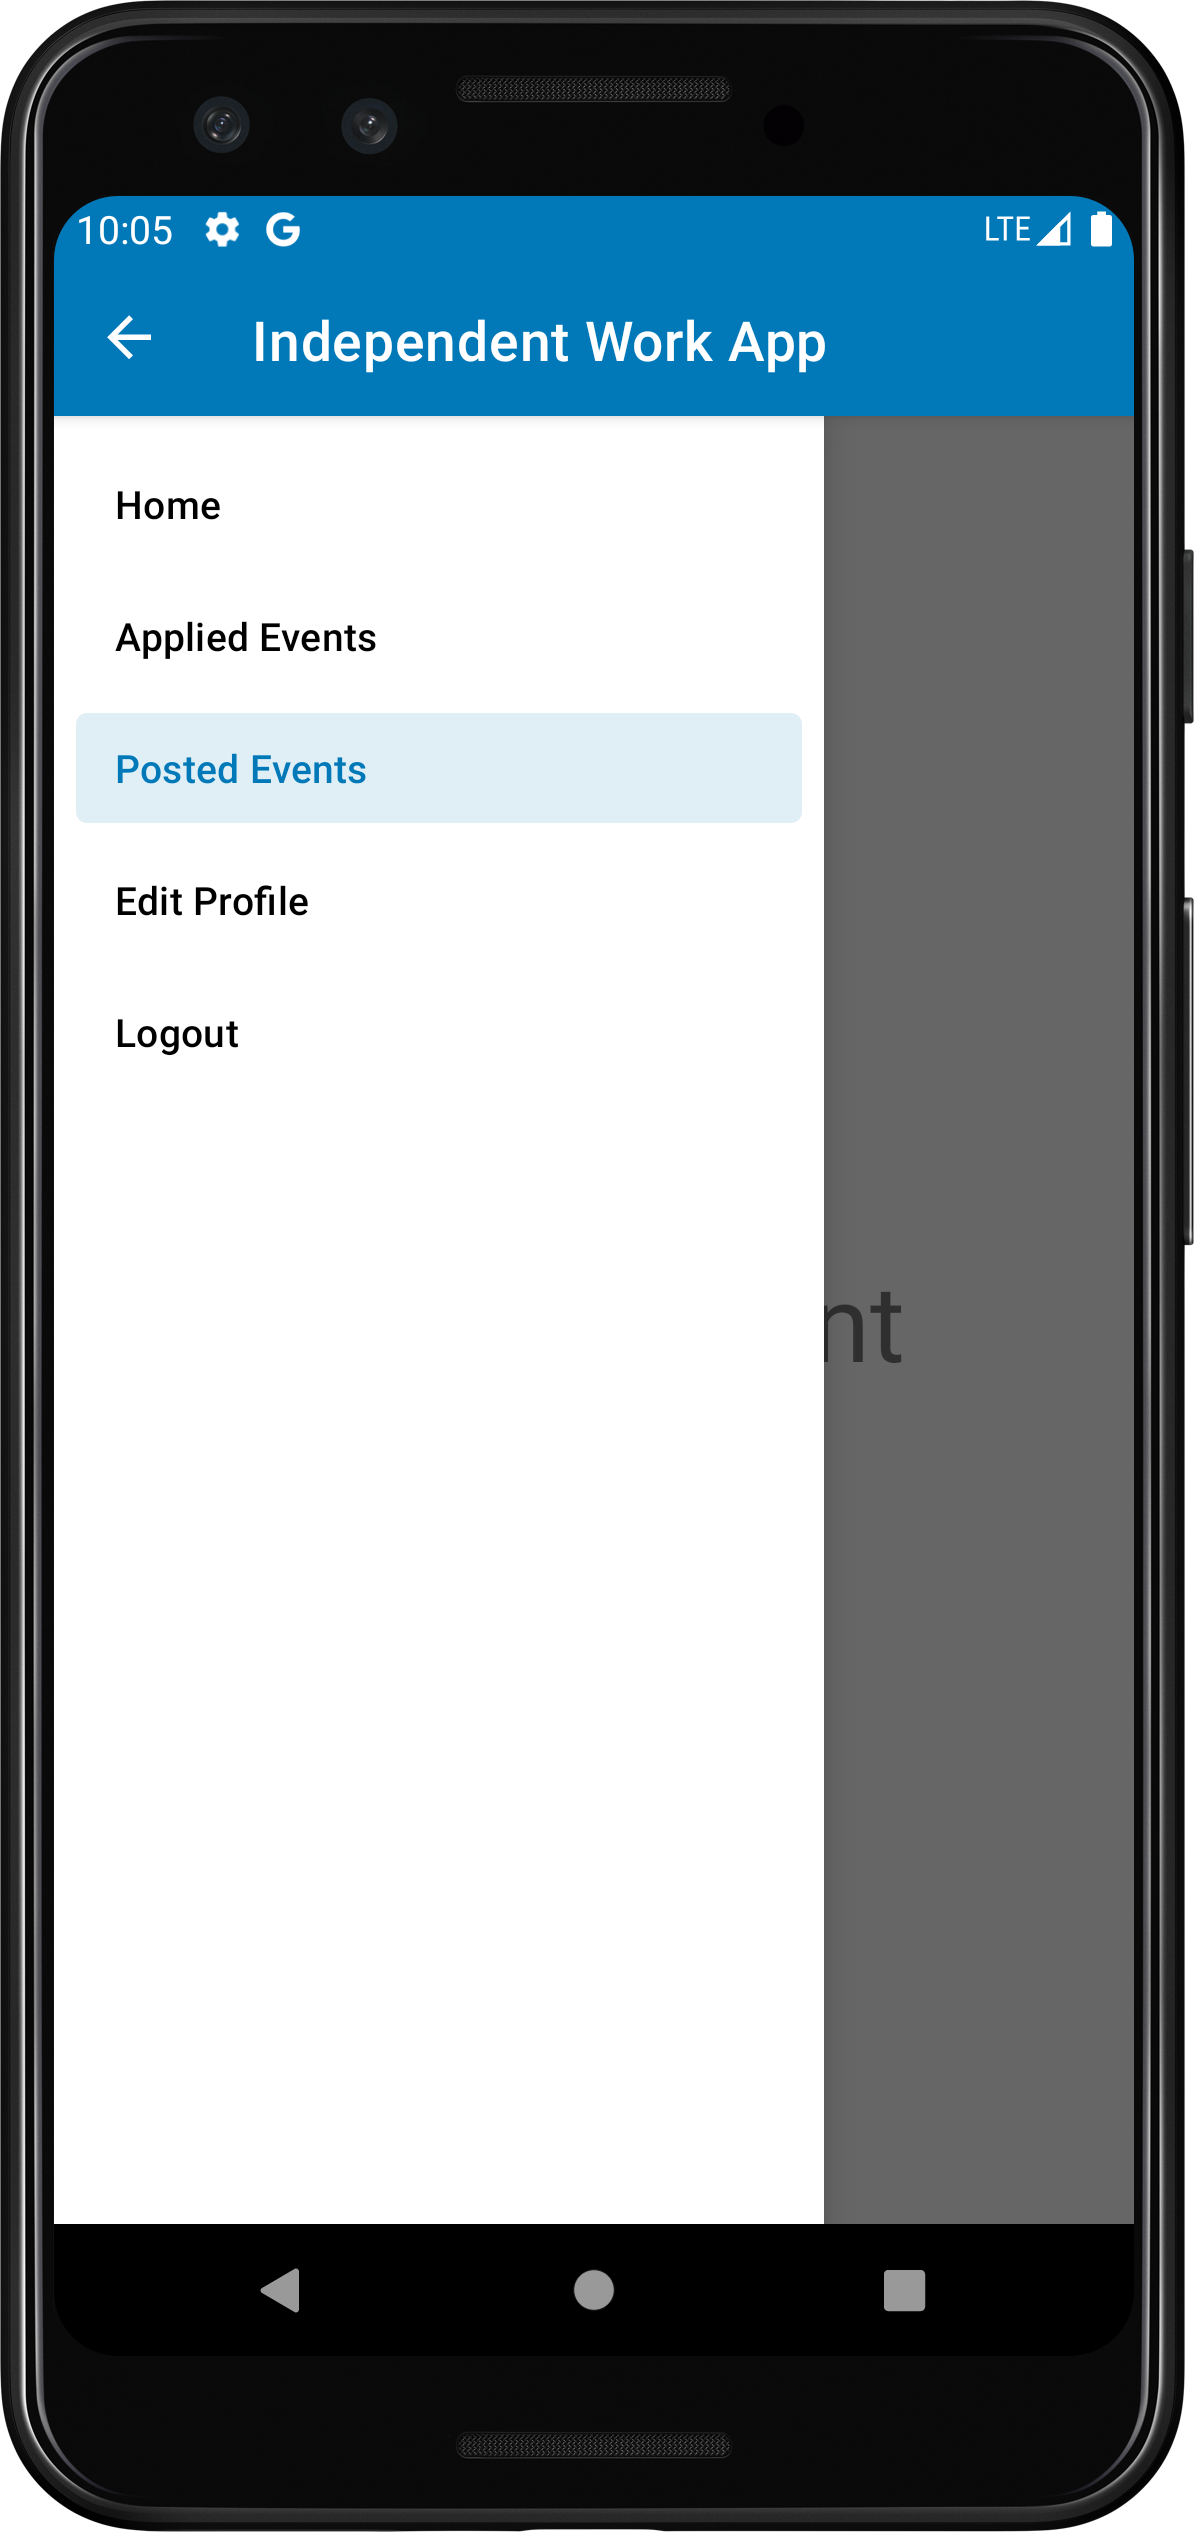 10:05 G LTE
Independent Work App
Home
Applied Events
Posted Events
Edit Profile
Logout
nt